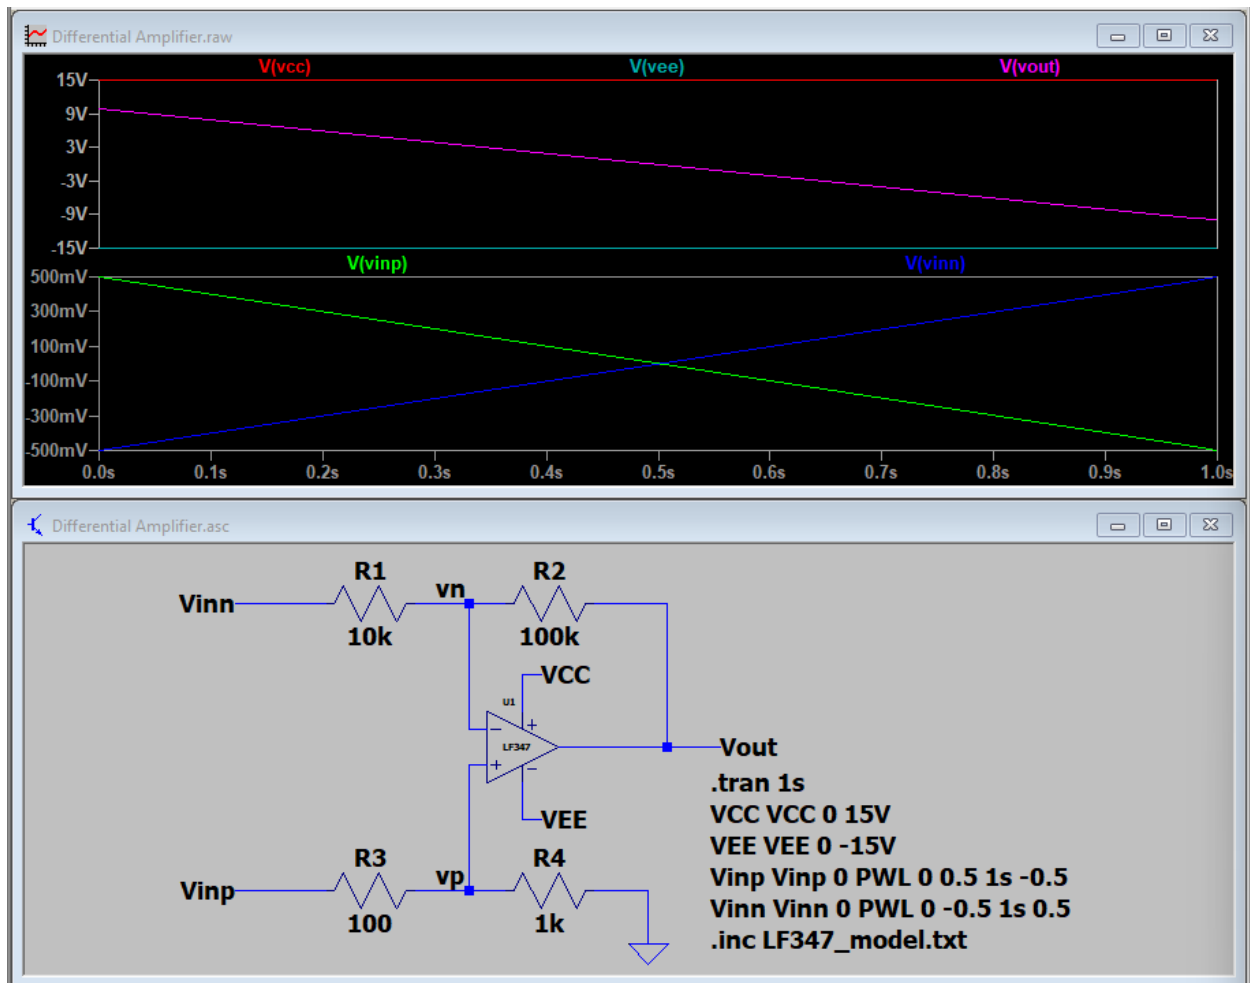 Differential Amplifier.raw
V(vcc) V(vee) V(vout)
15V
9V
3V
-3V
-9V
-15V
V(vinp) V(vinn)
500mV
300mV
100mV
-100mV
-300mV
-500mV
0.0s 0.1s 0.2s 0.3s 0.4s 0.5s 0.6s 0.7s 0.8s 0.9s 1.0s
Differential Amplifier.asc
R1 R2
Vinn vn
10k 100k
VCC
U1
LF347
Vout
VEE
R3 R4
Vinp vp
100 1k
.tran 1s
VCC VCC 0 15V
VEE VEE 0 -15V
Vinp Vinp 0 PWL 0 0.5 1s -0.5
Vinn Vinn 0 PWL 0 -0.5 1s 0.5
.inc LF347_model.txt